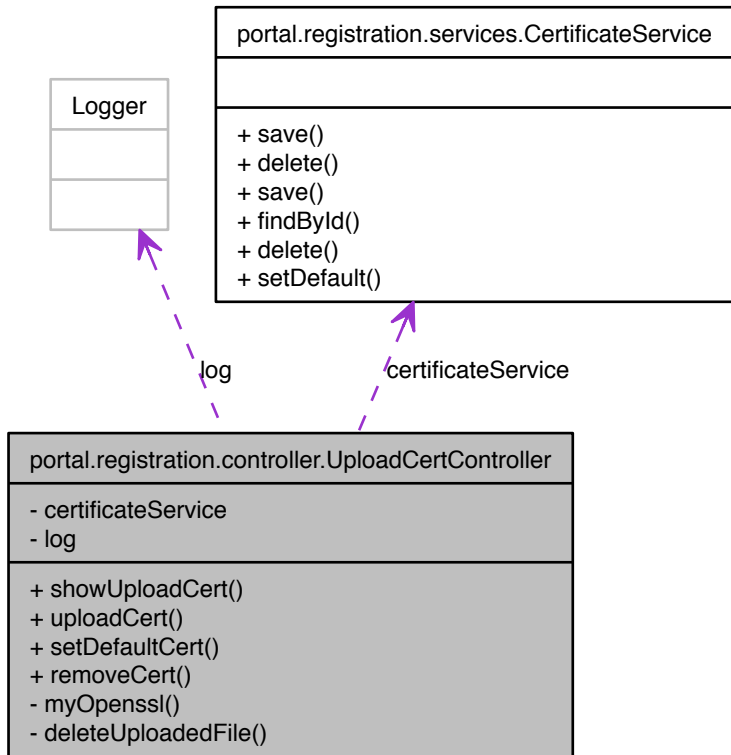 portal.registration.services.CertificateService
Logger
+ save()
+ delete()
+ save()
+ findById()
+ delete()
+ setDefault()
log
certificateService
portal.registration.controller.UploadCertController
- certificateService
- log
+ showUploadCert()
+ uploadCert()
+ setDefaultCert()
+ removeCert()
- myOpenssl()
- deleteUploadedFile()